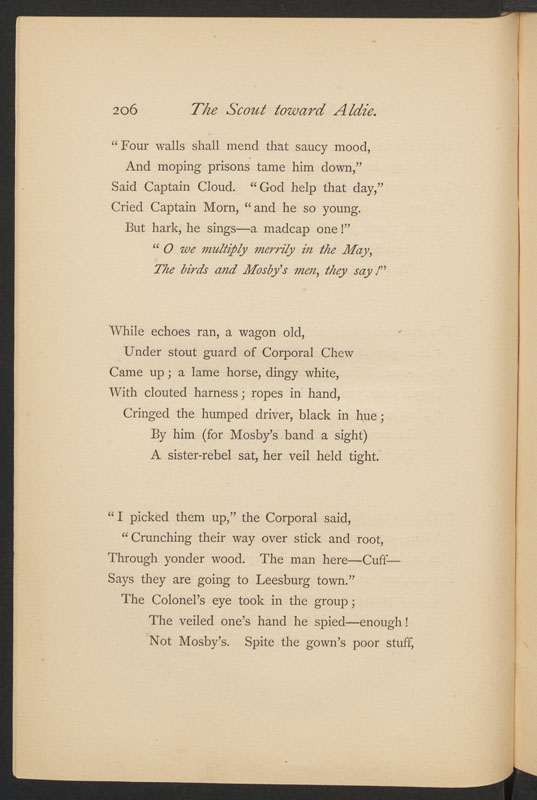 206 The Scout toward Aldie.
“Four walls shall mend that saucy mood,
And moping prisons tame him down,”
Said Captain Cloud. “God help that day,”
Cried Captain Morn, “and he so young.
But hark, he sings—a madcap one!”
“O we multiply merrily in the May,
The birds and Mosby's men, they say!”
While echoes ran, a wagon old,
Under stout guard of Corporal Chew
Came up; a lame horse, dingy white,
With clouted harness; ropes in hand,
Cringed the humped driver, black in hue;
By him (for Mosby's band a sight)
A sister-rebel sat, her veil held tight.
“I picked them up,” the Corporal said,
“Crunching their way over stick and root,
Through yonder wood. The man here—Cuff—
Says they are going to Leesburg town.”
The Colonel's eye took in the group;
The veiled one's hand he spied—enough!
Not Mosby's. Spite the gown's poor stuff,